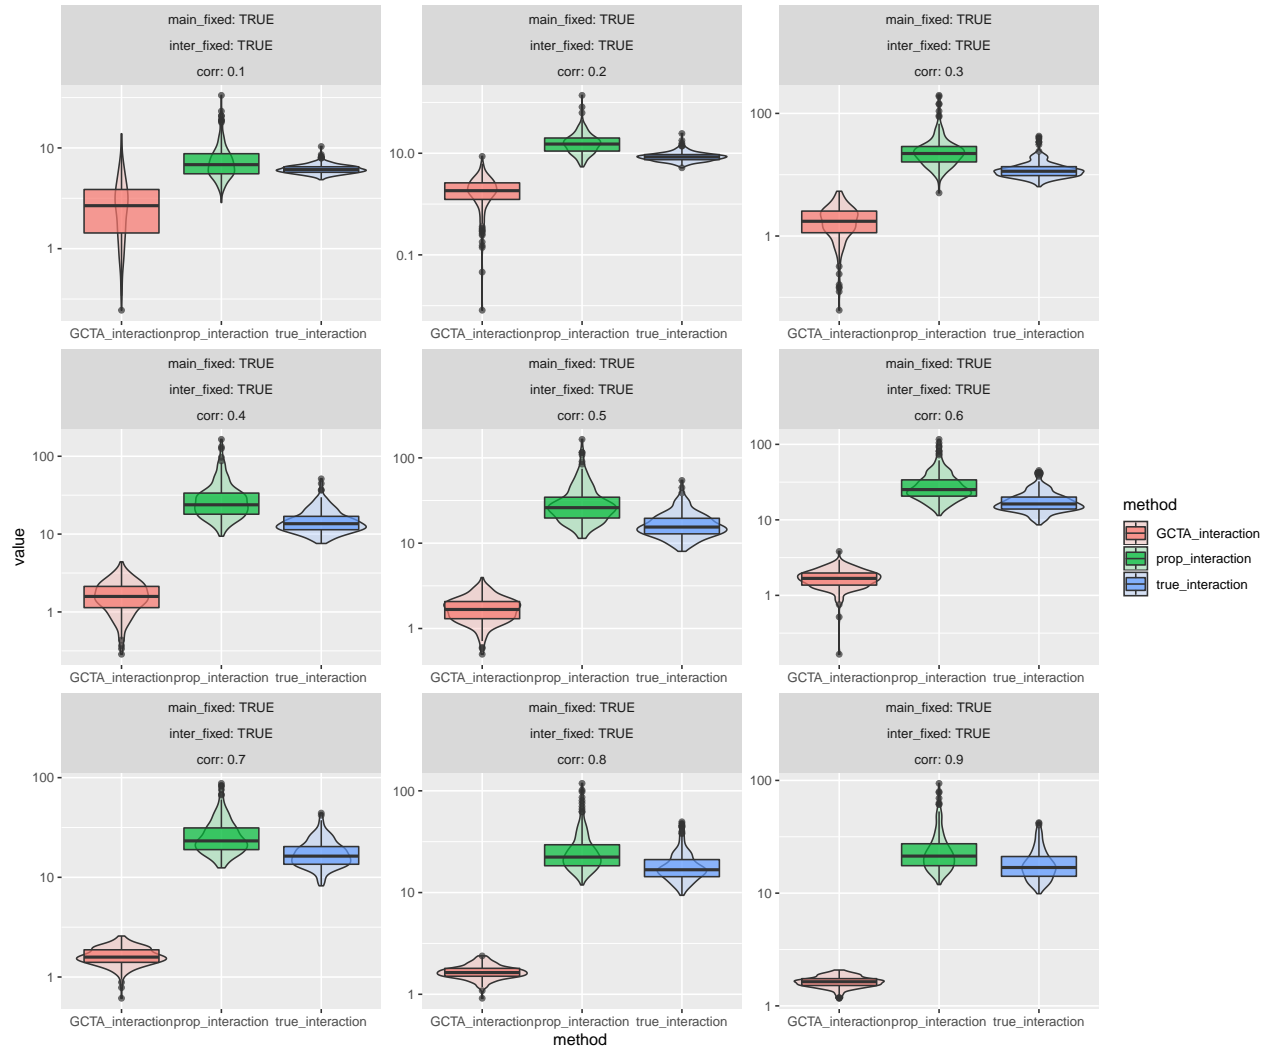 main_fixed: TRUE
inter_fixed: TRUE
corr: 0.1
10
1
GCTA_interaction prop_interaction true_interaction
main_fixed: TRUE
inter_fixed: TRUE
corr: 0.2
10.0
0.1
GCTA_interaction prop_interaction true_interaction
main_fixed: TRUE
inter_fixed: TRUE
corr: 0.3
100
1
GCTA_interaction prop_interaction true_interaction
main_fixed: TRUE
inter_fixed: TRUE
corr: 0.4
100
10
1
GCTA_interaction prop_interaction true_interaction
main_fixed: TRUE
inter_fixed: TRUE
corr: 0.5
100
10
1
GCTA_interaction prop_interaction true_interaction
main_fixed: TRUE
inter_fixed: TRUE
corr: 0.6
100
10
1
GCTA_interaction prop_interaction true_interaction
main_fixed: TRUE
inter_fixed: TRUE
corr: 0.7
100
10
1
GCTA_interaction prop_interaction true_interaction
main_fixed: TRUE
inter_fixed: TRUE
corr: 0.8
100
10
1
GCTA_interaction prop_interaction true_interaction
main_fixed: TRUE
inter_fixed: TRUE
corr: 0.9
100
10
1
GCTA_interaction prop_interaction true_interaction
value
method
method
GCTA_interaction
prop_interaction
true_interaction